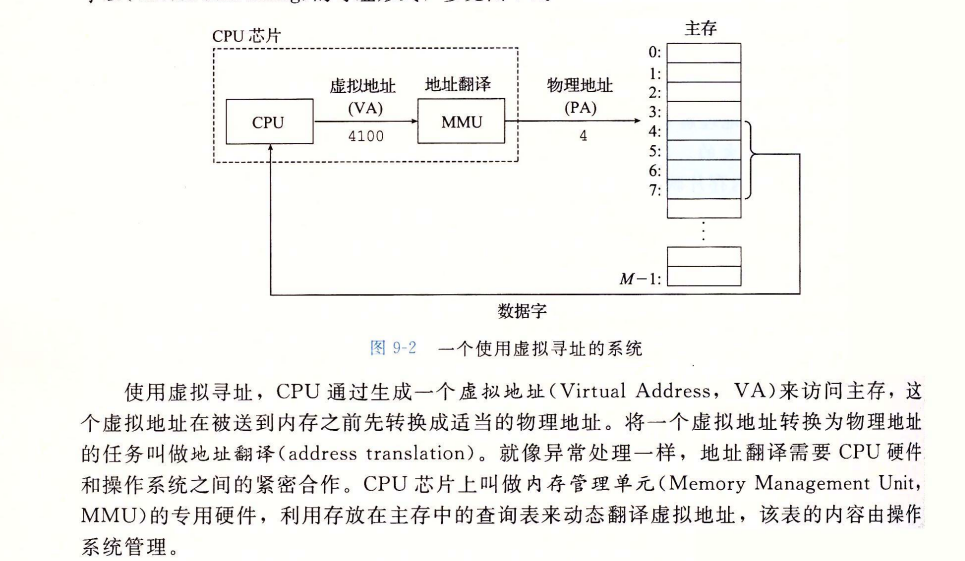 CPU 芯片
主存
虚拟地址
(VA)
4100
地址翻译
物理地址
(PA)
4
CPU
MMU
0:
1:
2:
3:
4:
5:
6:
7:
M−1:
数据字
图 9-2 一个使用虚拟寻址的系统
使用虚拟寻址，CPU 通过生成一个虚拟地址(Virtual Address，VA)来访问主存，这
个虚拟地址在被送到内存之前先转换成适当的物理地址。将一个虚拟地址转换为物理地址
的任务叫做地址翻译(address translation)。就像异常处理一样，地址翻译需要 CPU 硬件
和操作系统之间的紧密合作。CPU 芯片上叫做内存管理单元(Memory Management Unit，
MMU)的专用硬件，利用存放在主存中的查询表来动态翻译虚拟地址，该表的内容由操作
系统管理。